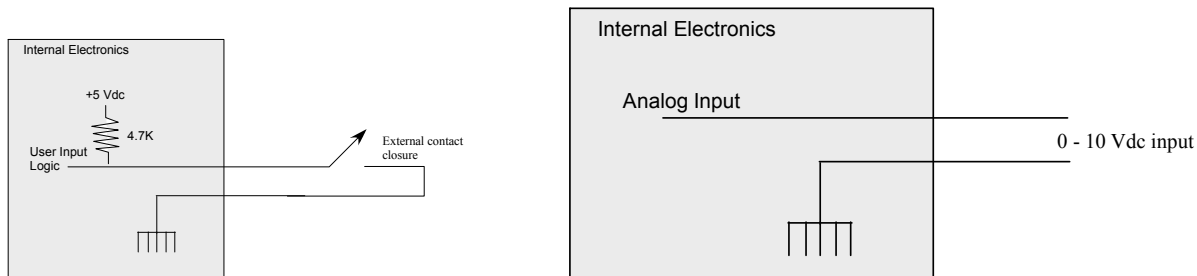 Internal Electronics
+5 Vdc
4.7K
User Input
Logic
External contact
closure
Internal Electronics
Analog Input
0 - 10 Vdc input